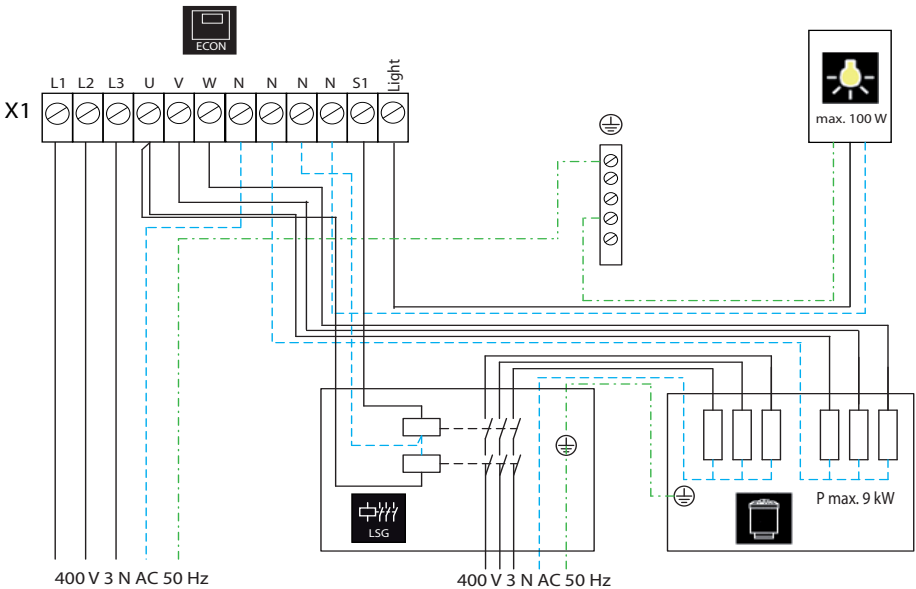 ECON
L1 L2 L3 U V W N N N N S1 Light
X1
max. 100 W
P max. 9 kW
LSG
400 V 3 N AC 50 Hz
400 V 3 N AC 50 Hz